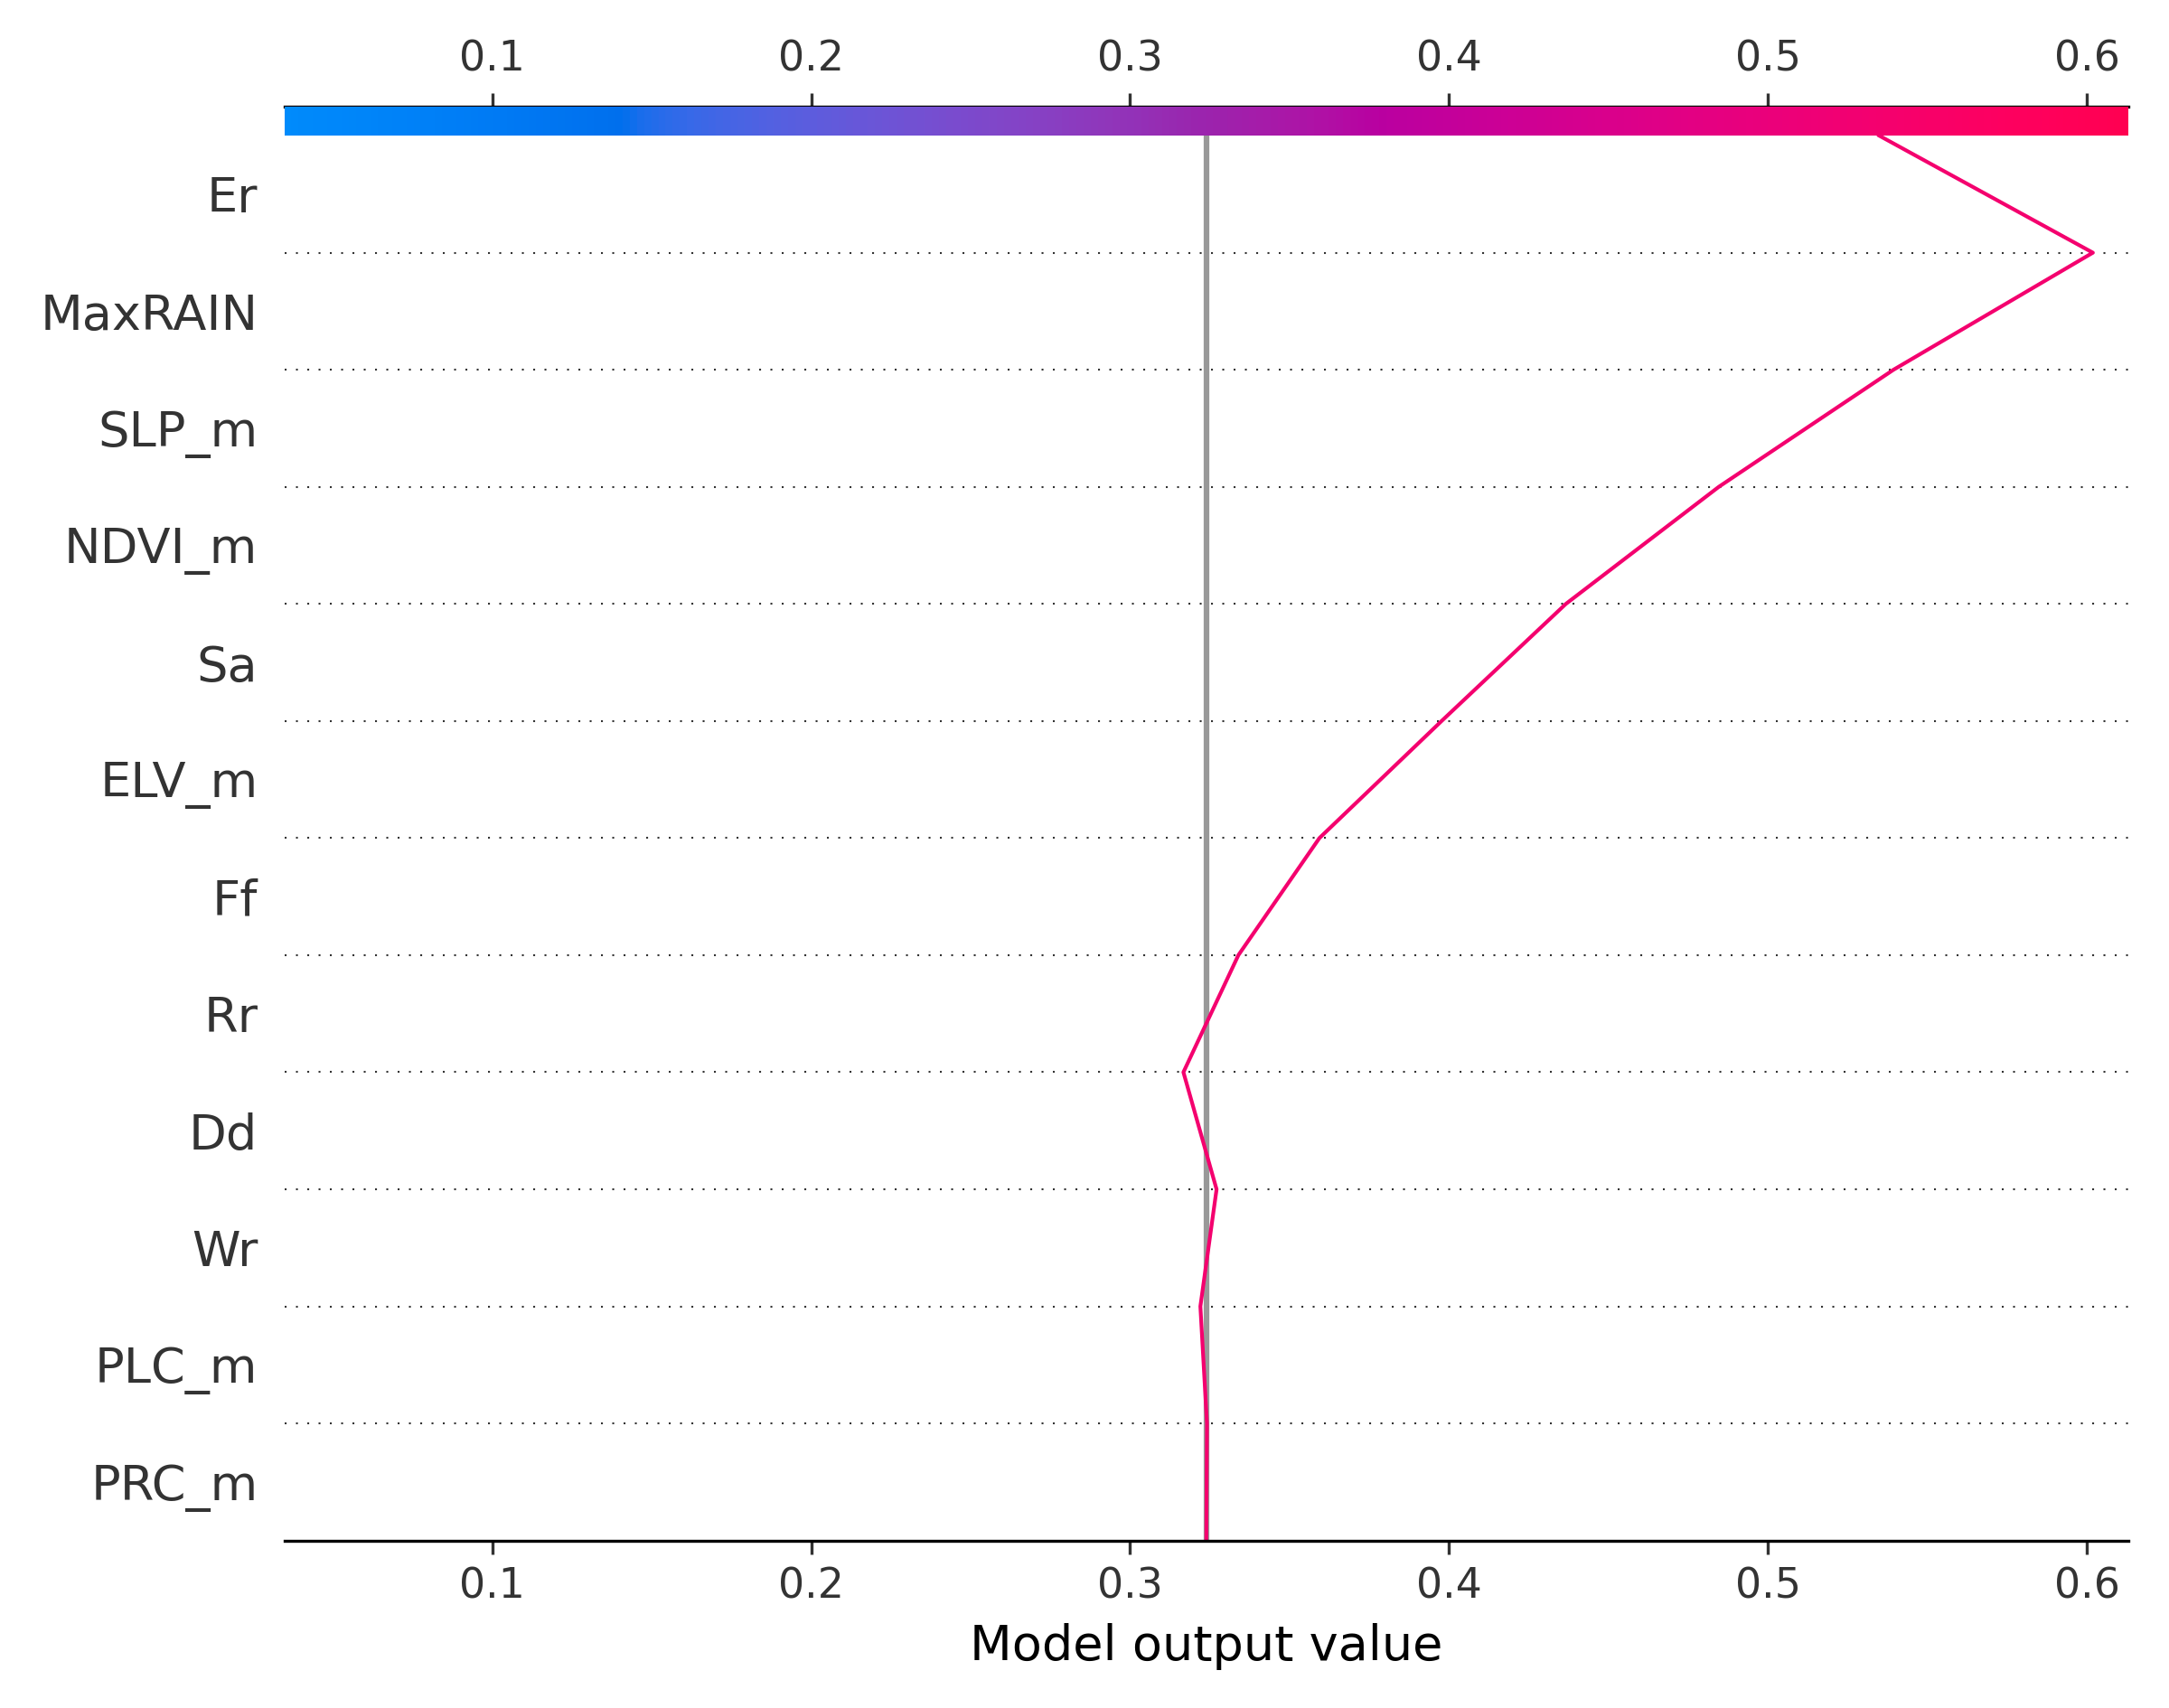 0.1 0.2 0.3 0.4 0.5 0.6
Er
MaxRAIN
SLP_m
NDVI_m
Sa
ELV_m
Ff
Rr
Dd
Wr
PLC_m
PRC_m
0.1 0.2 0.3 0.4 0.5 0.6
Model output value